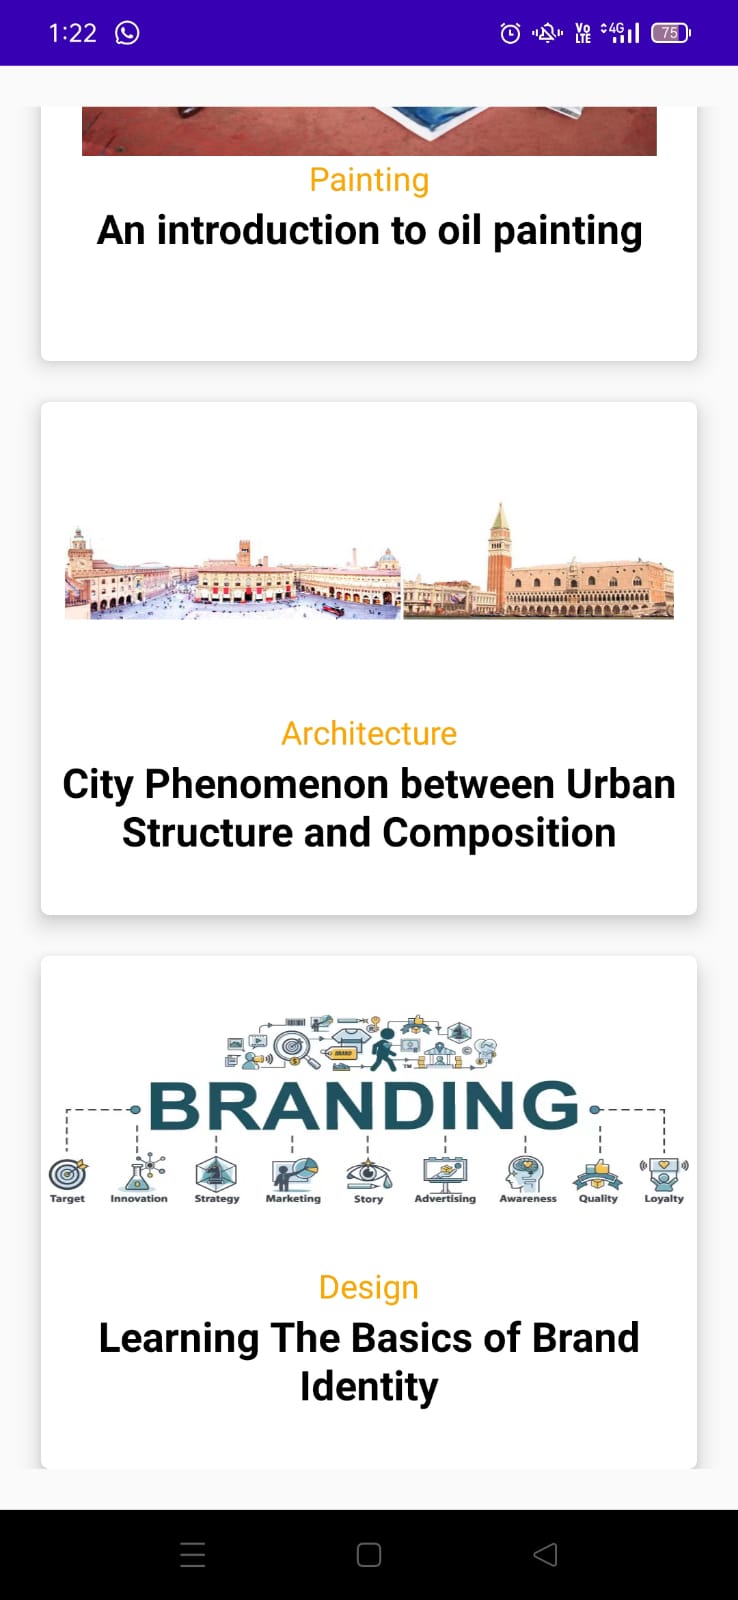 1:22
Vo
LTE
4G
75
Painting
An introduction to oil painting
Architecture
City Phenomenon between Urban
Structure and Composition
BRAND
TM
BRANDING
Target Innovation Strategy Marketing Story Advertising Awareness Quality Loyalty
Design
Learning The Basics of Brand
Identity